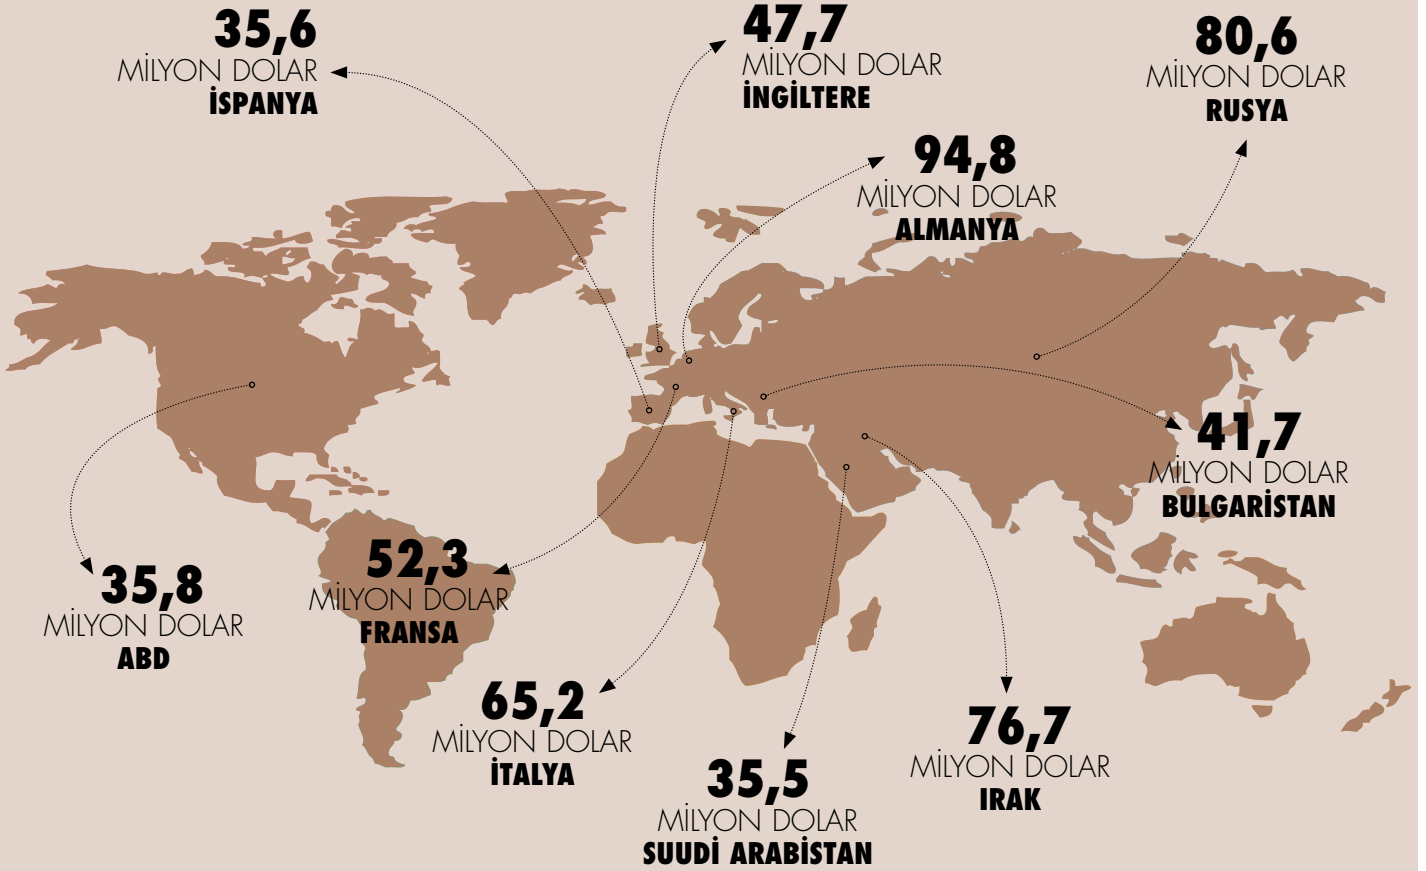 35,6
MİLYON DOLAR
İSPANYA
47,7
MİLYON DOLAR
İNGİLTERE
80,6
MİLYON DOLAR
RUSYA
94,8
MİLYON DOLAR
ALMANYA
41,7
MİLYON DOLAR
BULGARİSTAN
35,8
MİLYON DOLAR
ABD
52,3
MİLYON DOLAR
FRANSA
65,2
MİLYON DOLAR
İTALYA
35,5
MİLYON DOLAR
SUUDİ ARABİSTAN
76,7
MİLYON DOLAR
IRAK